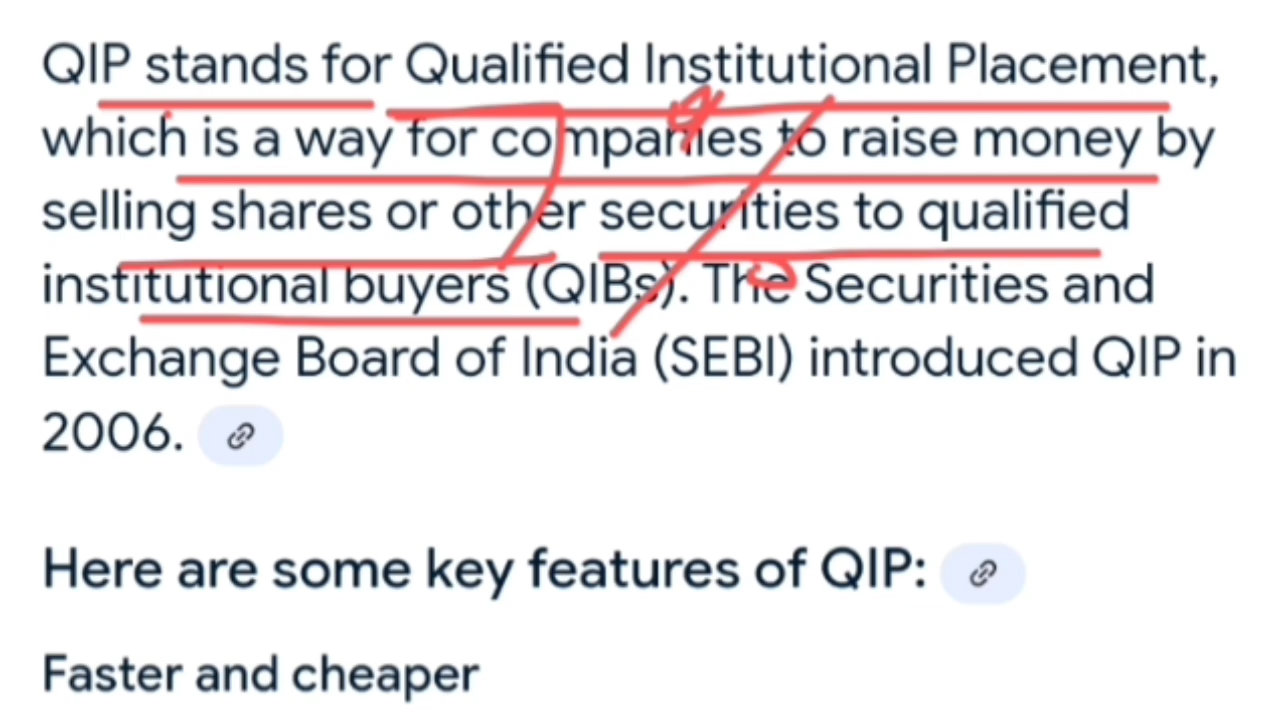 QIP stands for Qualified Institutional Placement,
which is a way for companies to raise money by
selling shares or other securities to qualified
institutional buyers (QIBs). The Securities and
Exchange Board of India (SEBI) introduced QIP in
2006.
Here are some key features of QIP:
Faster and cheaper